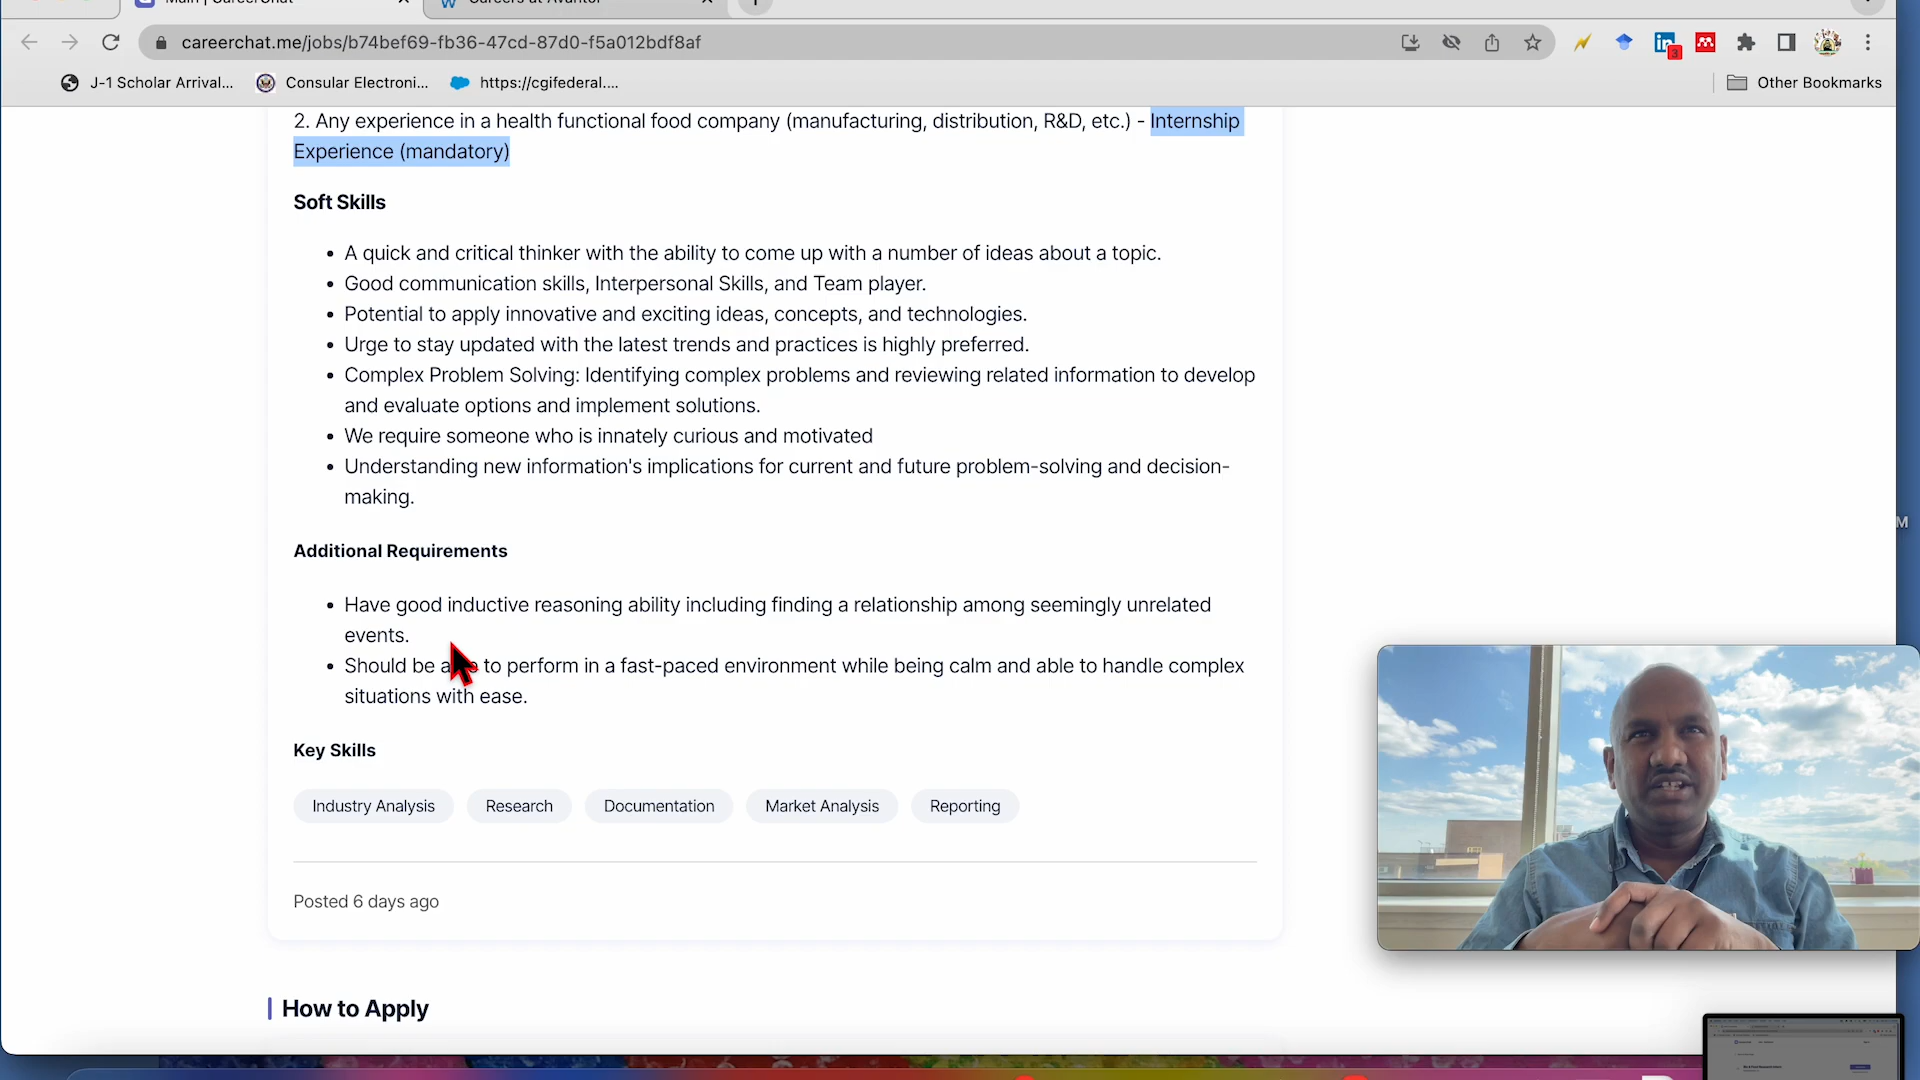 careerchat.me/jobs/b74bef69-fb36-47cd-87d0-f5a012bdf8af
3
J-1 Scholar Arrival... Consular Electroni... https://cgifederal.... Other Bookmarks
2. Any experience in a health functional food company (manufacturing, distribution, R&D, etc.) - Internship
Experience (mandatory)
Soft Skills
• A quick and critical thinker with the ability to come up with a number of ideas about a topic.
• Good communication skills, Interpersonal Skills, and Team player.
• Potential to apply innovative and exciting ideas, concepts, and technologies.
• Urge to stay updated with the latest trends and practices is highly preferred.
• Complex Problem Solving: Identifying complex problems and reviewing related information to develop
and evaluate options and implement solutions.
• We require someone who is innately curious and motivated
• Understanding new information's implications for current and future problem-solving and decision-
making.
Additional Requirements
• Have good inductive reasoning ability including finding a relationship among seemingly unrelated
events.
• Should be to perform in a fast-paced environment while being calm and able to handle complex
situations with ease.
Key Skills
Industry Analysis Research Documentation Market Analysis Reporting
Posted 6 days ago
How to Apply